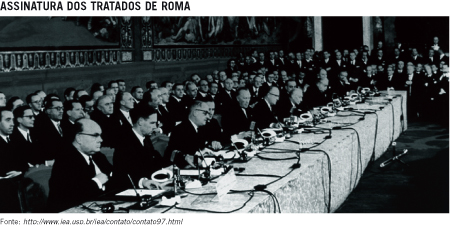 ASSINATURA DOS TRATADOS DE ROMA
Fonte: http://www.iea.usp.br/iea/contato/contato97.html